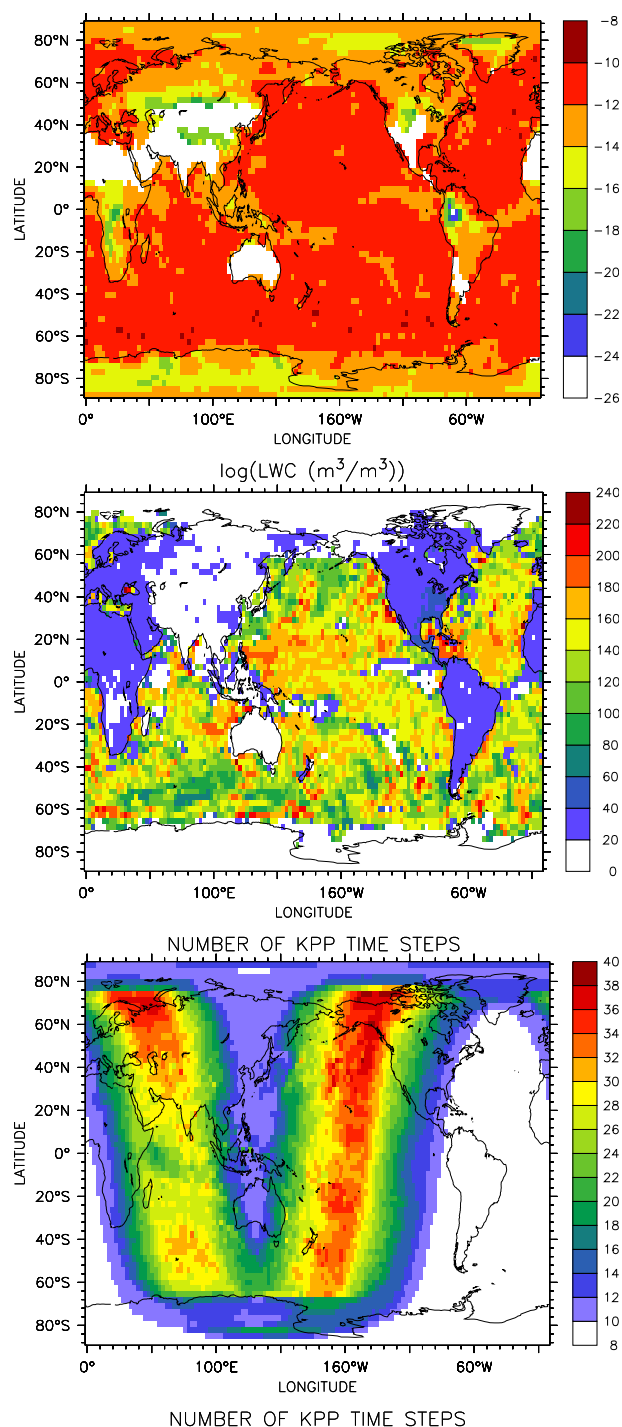 80°N
60°N
40°N
20°N
0°
20°S
40°S
60°S
80°S
LATITUDE
0°
100°E
160°W
60°W
LONGITUDE
-8
-10
-12
-14
-16
-18
-20
-22
-24
-26
log(LWC (m³/m³))
80°N
60°N
40°N
20°N
0°
20°S
40°S
60°S
80°S
LATITUDE
0°
100°E
160°W
60°W
LONGITUDE
240
220
200
180
160
140
120
100
80
60
40
20
0
NUMBER OF KPP TIME STEPS
80°N
60°N
40°N
20°N
0°
20°S
40°S
60°S
80°S
LATITUDE
0°
100°E
160°W
60°W
LONGITUDE
40
38
36
34
32
30
28
26
24
22
20
18
16
14
12
10
8
NUMBER OF KPP TIME STEPS